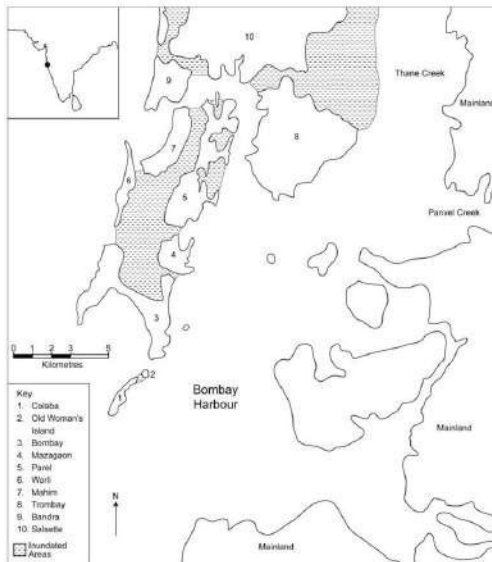 10
Thane Creek
Mainland
9
8
7
6
5
Panvel Creek
4
3
0 1 2 3 5
Kilometres
2
1
Bombay
Harbour
Key
1. Colaba
2. Old Woman's
Island
3. Bombay
4. Mazagaon
5. Parel
6. Worli
7. Mahim
8. Trombay
9. Bandra
10. Salsette
Inundated
Areas
N
Mainland
Mainland